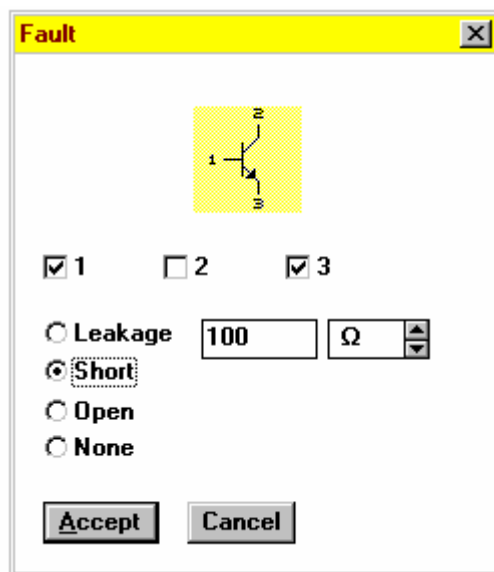 Fault
2
1
3
1 2 3
Leakage 100 Ω
Short
Open
None
Accept Cancel